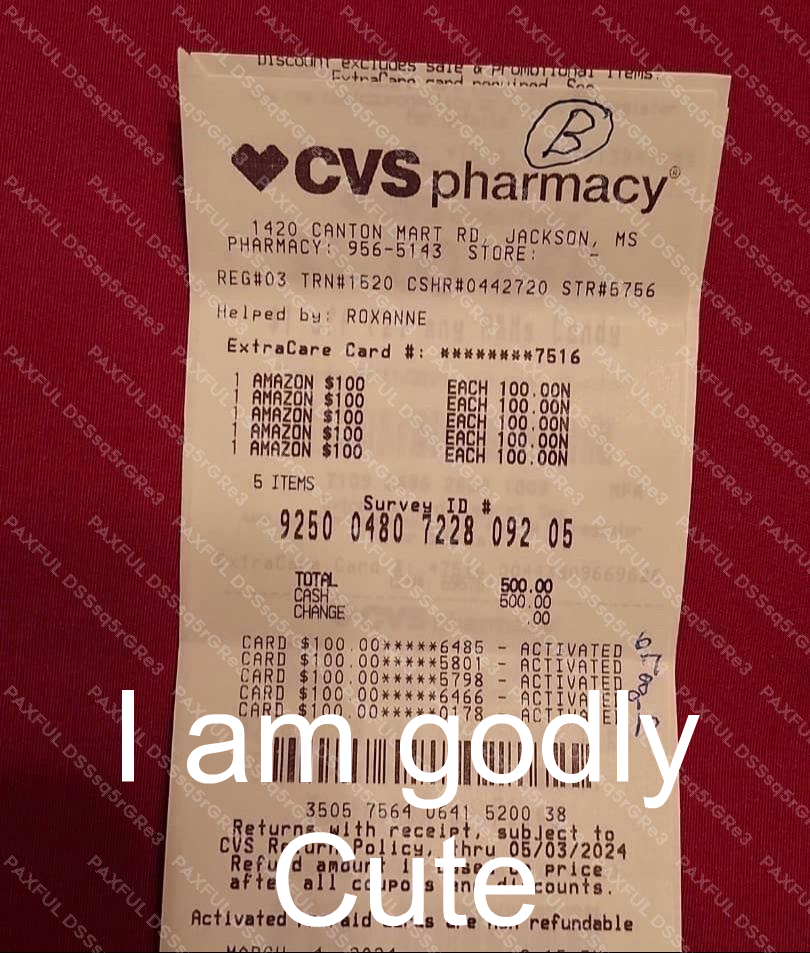 Discount excludes sale & Promotional items.
ExtraCare card required. See
B
CVS pharmacy®
1420 CANTON MART RD, JACKSON, MS
PHARMACY: 956-5143 STORE: -
REG#03 TRN#1520 CSHR#0442720 STR#5756
Helped by: ROXANNE
ExtraCare Card #: ********7516
1 AMAZON $100 EACH 100.00N
1 AMAZON $100 EACH 100.00N
1 AMAZON $100 EACH 100.00N
1 AMAZON $100 EACH 100.00N
1 AMAZON $100 EACH 100.00N
5 ITEMS
Survey ID #
9250 0480 7228 092 05
TOTAL 500.00
CASH 500.00
CHANGE .00
CARD $100.00*****6485 - ACTIVATED
CARD $100.00*****5801 - ACTIVATED
CARD $100.00*****5798 - ACTIVATED
CARD $100.00*****6466 - ACTIVATED
CARD $100.00*****0178 - ACTIVATED
I am godly
3505 7564 0641 5200 38
Returns with receipt, subject to
CVS Return Policy, thru 05/03/2024
Refund amount is based on price
after all coupons and discounts.
Cute
Activated Prepaid cards are non refundable
MARCH 4, 2024
PAXFUL DSSsq5rGRe3